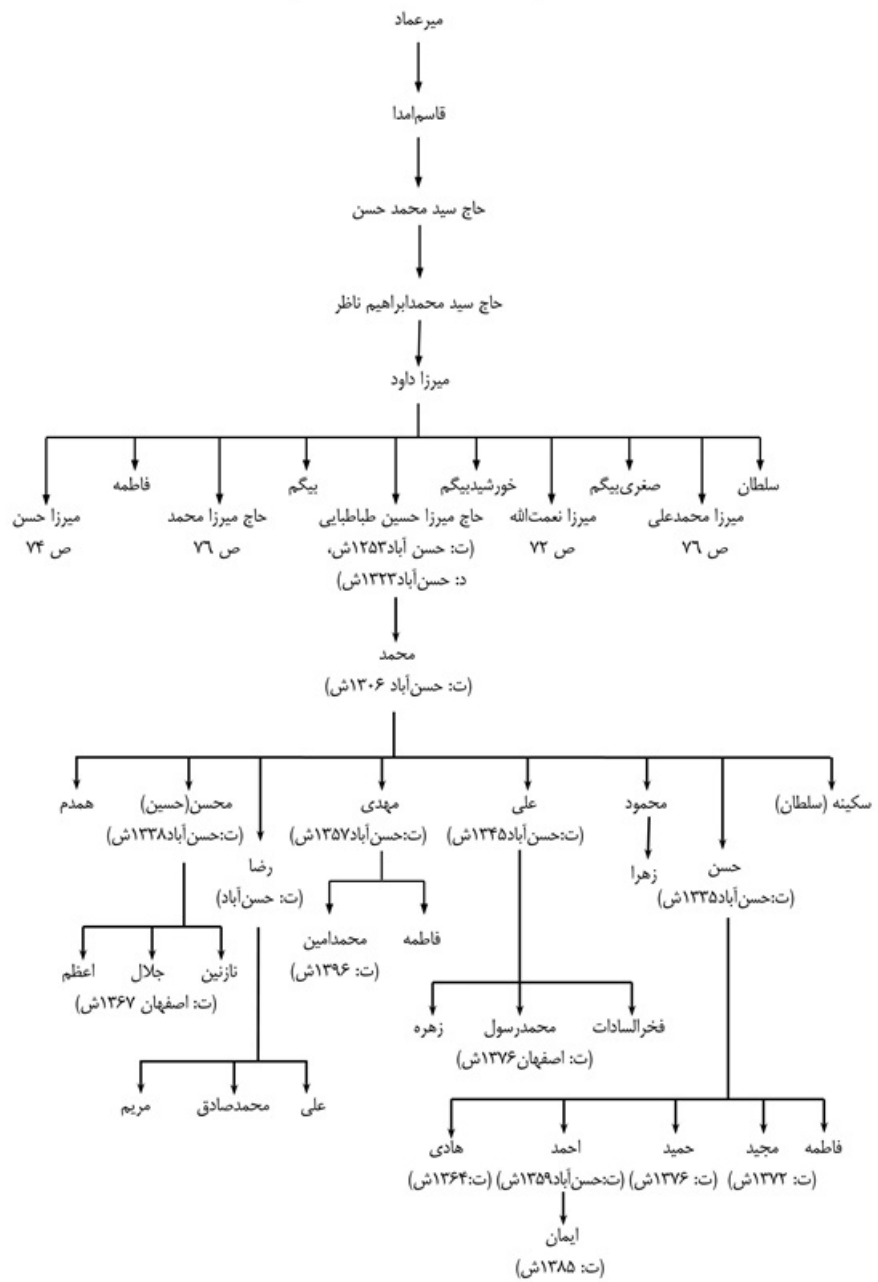 میرعماد
قاسم‌امدا
حاج سید محمد حسن
حاج سید محمدابراهیم ناظر
میرزا داود
سلطان
میرزا محمدعلی
ص ۷۶
صغری‌بیگم
میرزا نعمت‌الله
ص ۷۲
خورشیدبیگم
حاج میرزا حسین طباطبایی
(ت: حسن آباد۱۲۵۳ش،
د: حسن‌آباد۱۳۲۳ش)
بیگم
حاج میرزا محمد
ص ۷۶
فاطمه
میرزا حسن
ص ۷۴
محمد
(ت: حسن‌آباد ۱۳۰۶ش)
سکینه (سلطان)
حسن
(ت:حسن‌آباد۱۳۳۵ش)
محمود
زهرا
علی
(ت:حسن‌آباد۱۳۴۵ش)
مهدی
(ت:حسن‌آباد۱۳۵۷ش)
رضا
(ت: حسن‌آباد)
محسن(حسین)
(ت:حسن‌آباد۱۳۳۸ش)
همدم
فاطمه
محمدامین
(ت: ۱۳۹۶ش)
نازنین
جلال
(ت: اصفهان ۱۳۶۷ش)
اعظم
فخرالسادات
محمدرسول
(ت: اصفهان۱۳۷۶ش)
زهره
علی
محمدصادق
مریم
فاطمه
مجید
(ت: ۱۳۷۲ش)
حمید
(ت: ۱۳۷۶ش)
احمد
(ت:حسن‌آباد۱۳۵۹ش)
هادی
(ت:۱۳۶۴ش)
ایمان
(ت: ۱۳۸۵ش)